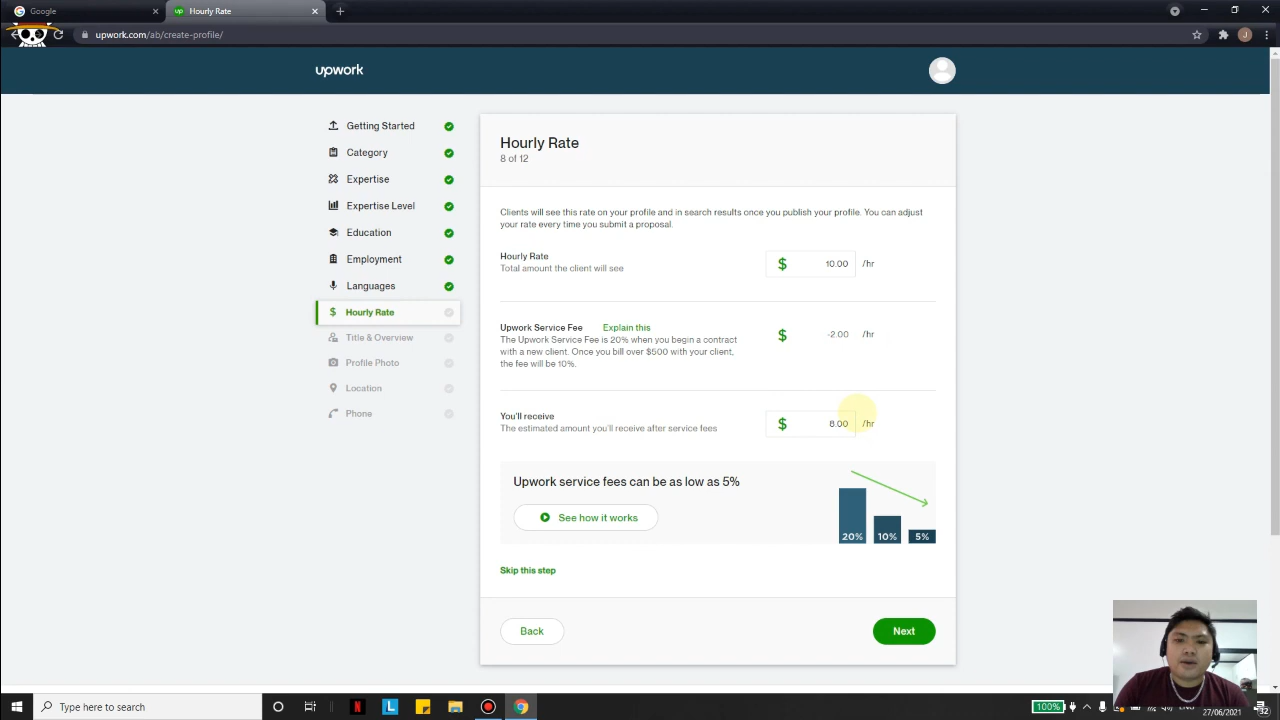 Google
up Hourly Rate
upwork.com/ab/create-profile/
J
upwork
Getting Started
Category
Expertise
Expertise Level
Education
Employment
Languages
$ Hourly Rate
Title & Overview
Profile Photo
Location
Phone
Hourly Rate
8 of 12
Clients will see this rate on your profile and in search results once you publish your profile. You can adjust
your rate every time you submit a proposal.
Hourly Rate
Total amount the client will see
$ 10.00 /hr
Upwork Service Fee Explain this
The Upwork Service Fee is 20% when you begin a contract
with a new client. Once you bill over $500 with your client,
the fee will be 10%.
$ -2.00 /hr
You'll receive
The estimated amount you'll receive after service fees
$ 8.00 /hr
Upwork service fees can be as low as 5%
See how it works
20% 10% 5%
Skip this step
Back
Next
Type here to search
N
L
100%
27/06/2021